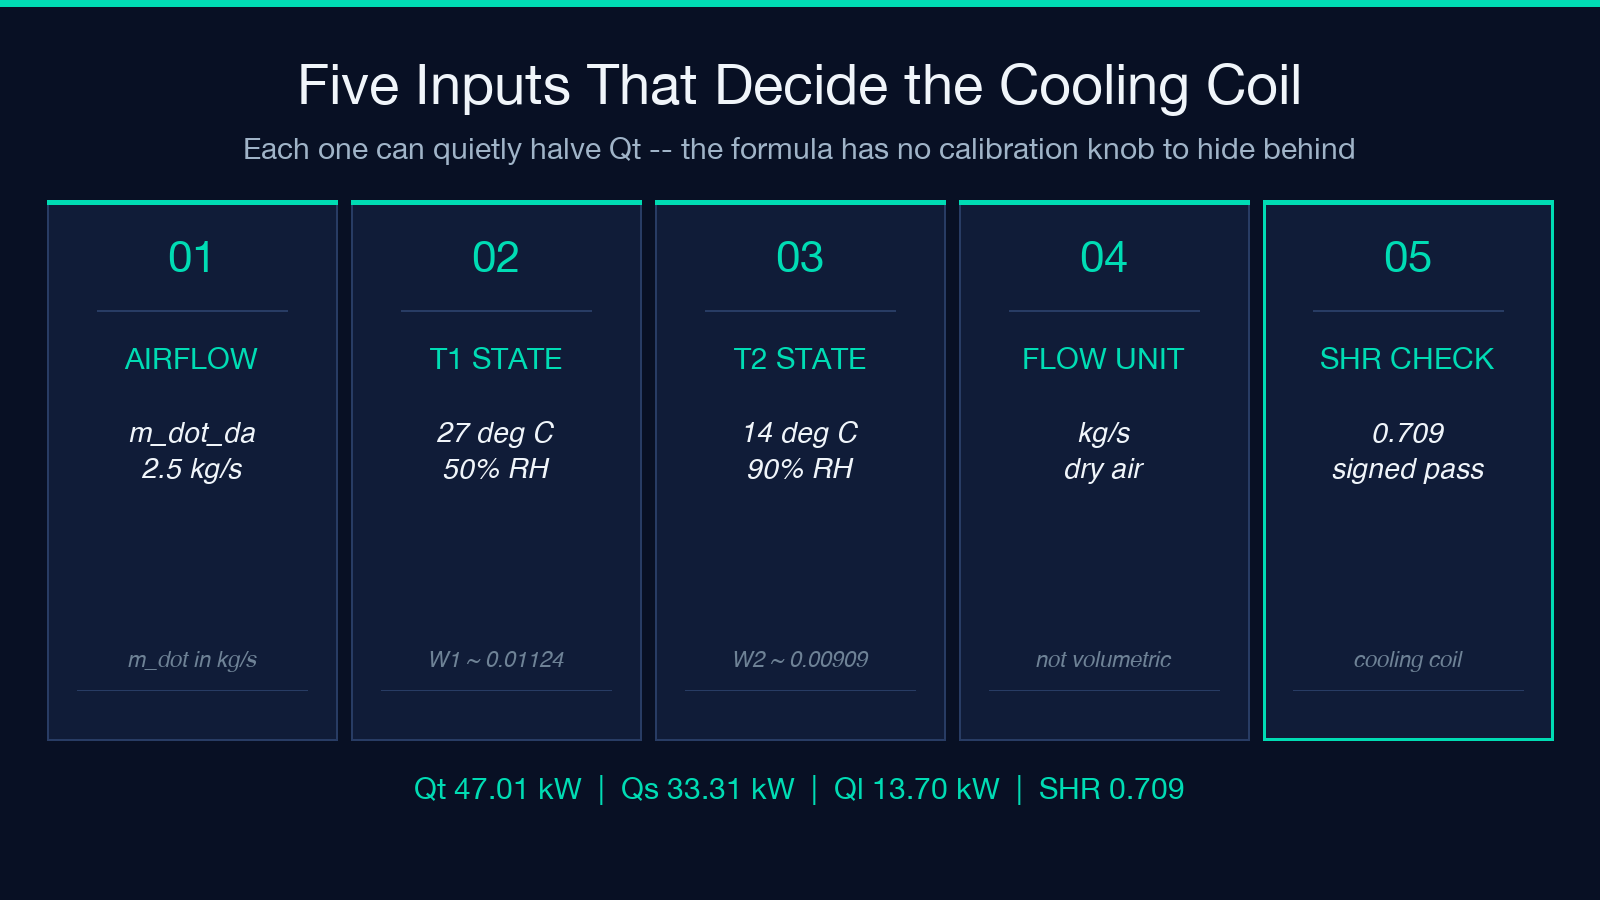 Five Inputs That Decide the Cooling Coil
Each one can quietly halve Qt -- the formula has no calibration knob to hide behind
01
AIRFLOW
m_dot_da
2.5 kg/s
m_dot in kg/s
02
T1 STATE
27 deg C
50% RH
W1 ~ 0.01124
03
T2 STATE
14 deg C
90% RH
W2 ~ 0.00909
04
FLOW UNIT
kg/s
dry air
not volumetric
05
SHR CHECK
0.709
signed pass
cooling coil
Qt 47.01 kW | Qs 33.31 kW | Ql 13.70 kW | SHR 0.709